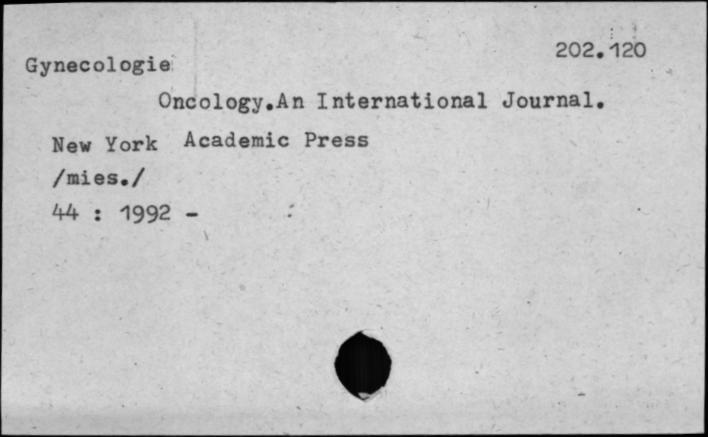 202.120
Gynecologie
Oncology.An International Journal.
New York Academic Press
/mies./
44 : 1992 -